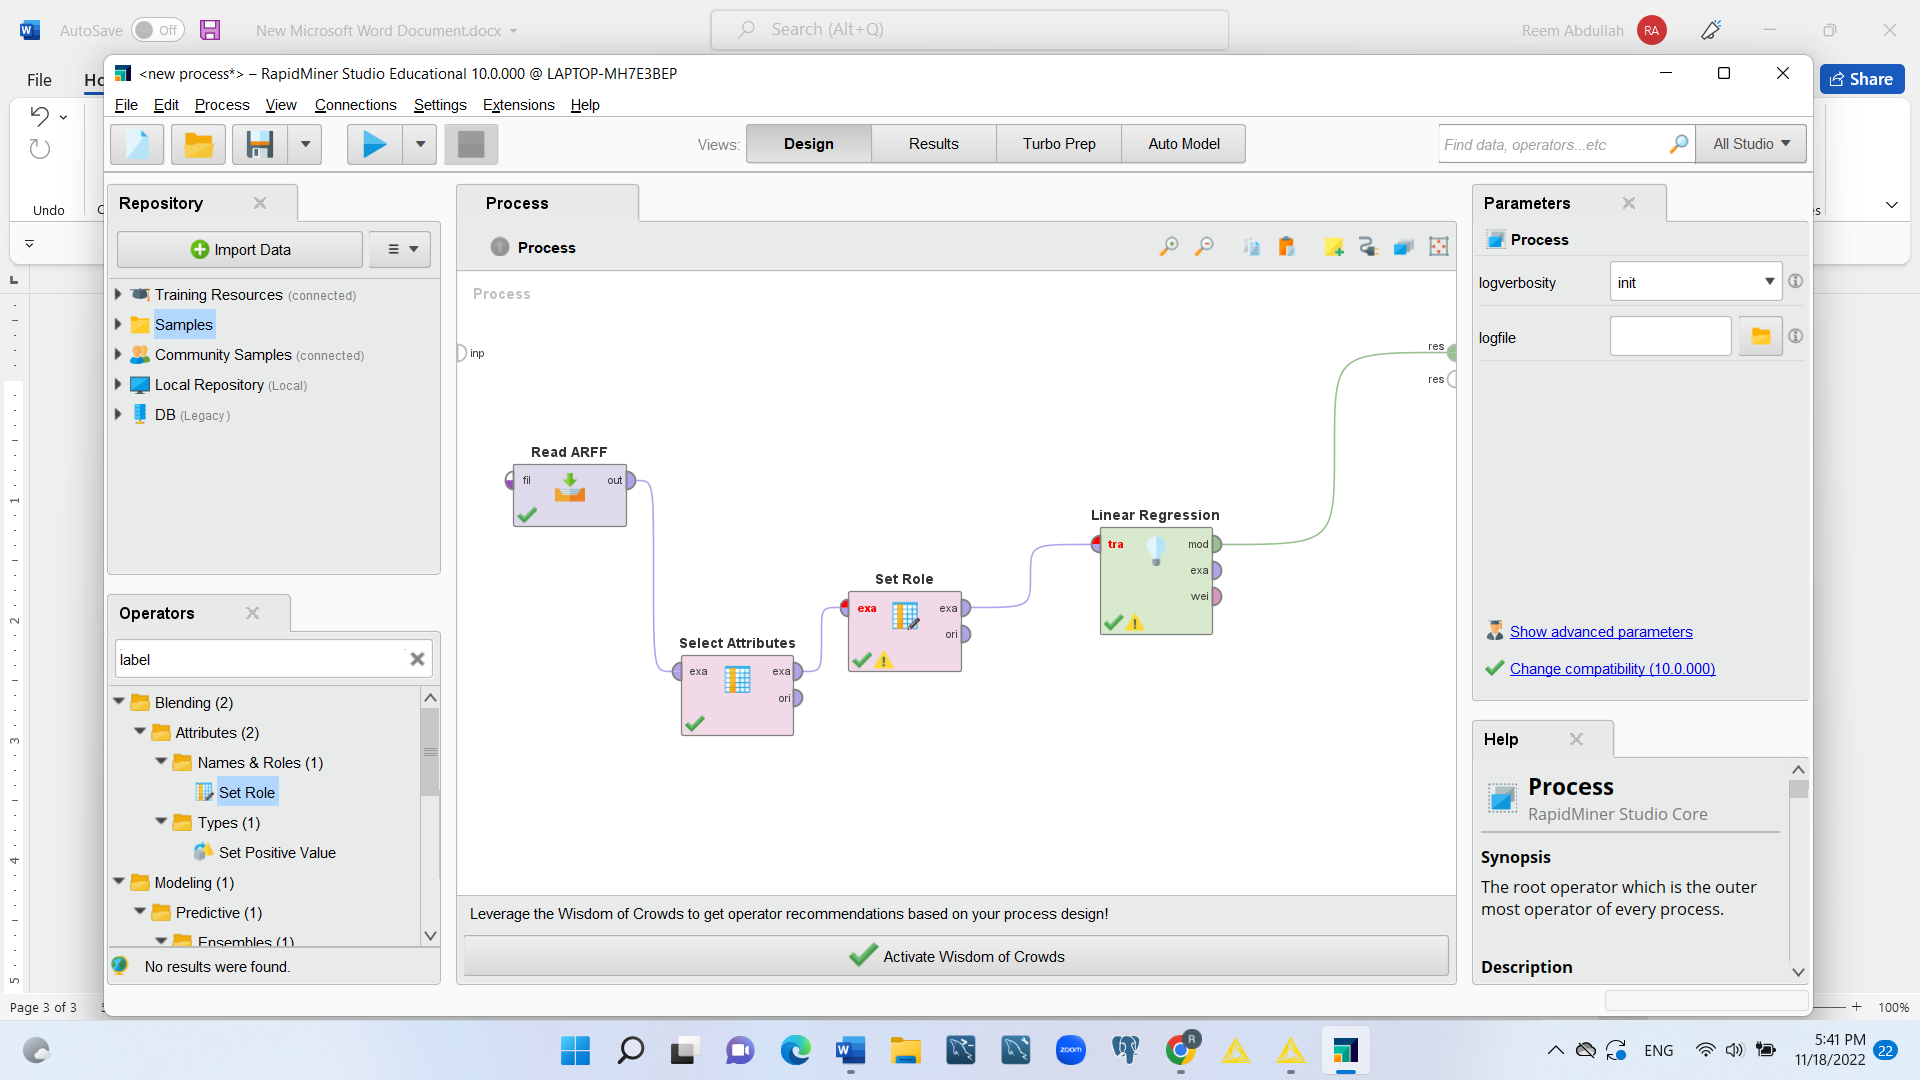 AutoSave Off New Microsoft Word Document.docx Search (Alt+Q) Reem Abdullah RA
File Share
<new process*> – RapidMiner Studio Educational 10.0.000 @ LAPTOP-MH7E3BEP
File Edit Process View Connections Settings Extensions Help
Views: Design Results Turbo Prep Auto Model Find data, operators...etc All Studio
Undo
Repository
Import Data
Training Resources (connected)
Samples
Community Samples (connected)
Local Repository (Local)
DB (Legacy)
Operators
label
Blending (2)
Attributes (2)
Names & Roles (1)
Set Role
Types (1)
Set Positive Value
Modeling (1)
Predictive (1)
Ensembles (1)
No results were found.
Process
Process
Process
inp
res
res
Read ARFF
fil out
Linear Regression
tra mod
exa
wei
Set Role
exa exa
ori
Select Attributes
exa exa
ori
Leverage the Wisdom of Crowds to get operator recommendations based on your process design!
Activate Wisdom of Crowds
Parameters
Process
logverbosity init
logfile
Show advanced parameters
Change compatibility (10.0.000)
Help
Process
RapidMiner Studio Core
Synopsis
The root operator which is the outer
most operator of every process.
Description
1
2
3
4
5
Page 3 of 3 100%
zoom R ENG 5:41 PM
11/18/2022 22